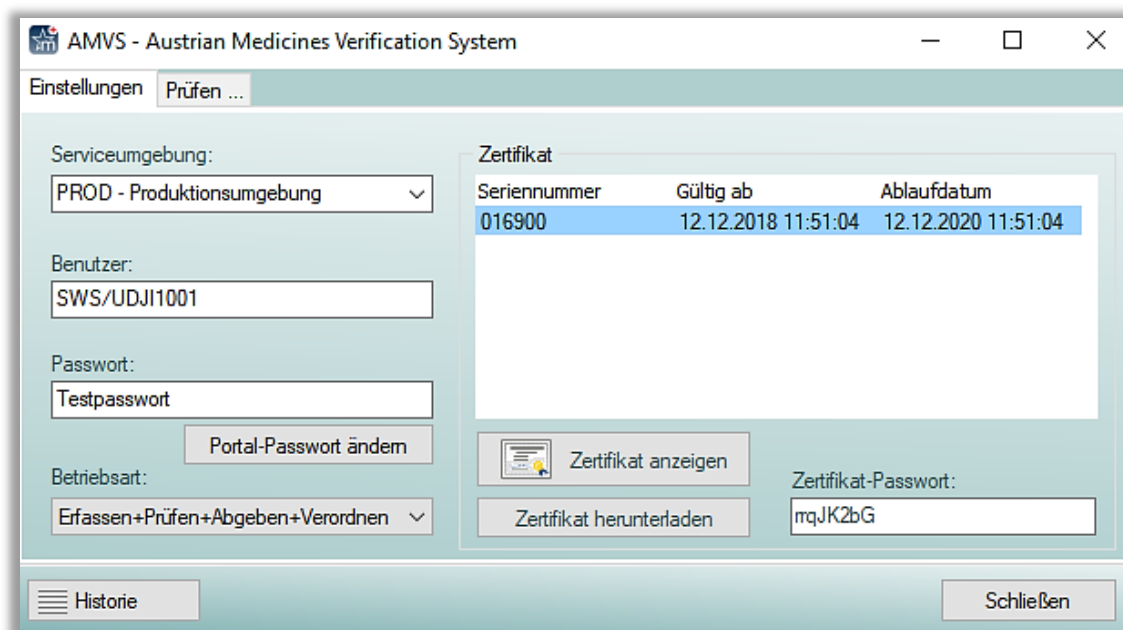 AMVS - Austrian Medicines Verification System
Einstellungen
Prüfen ...
Serviceumgebung:
PROD - Produktionsumgebung
Benutzer:
SWS/UDJI1001
Passwort:
Testpasswort
Portal-Passwort ändern
Betriebsart:
Erfassen+Prüfen+Abgeben+Verordnen
Zertifikat
Seriennummer Gültig ab Ablaufdatum
016900 12.12.2018 11:51:04 12.12.2020 11:51:04
Zertifikat anzeigen
Zertifikat herunterladen
Zertifikat-Passwort:
Historie
Schließen